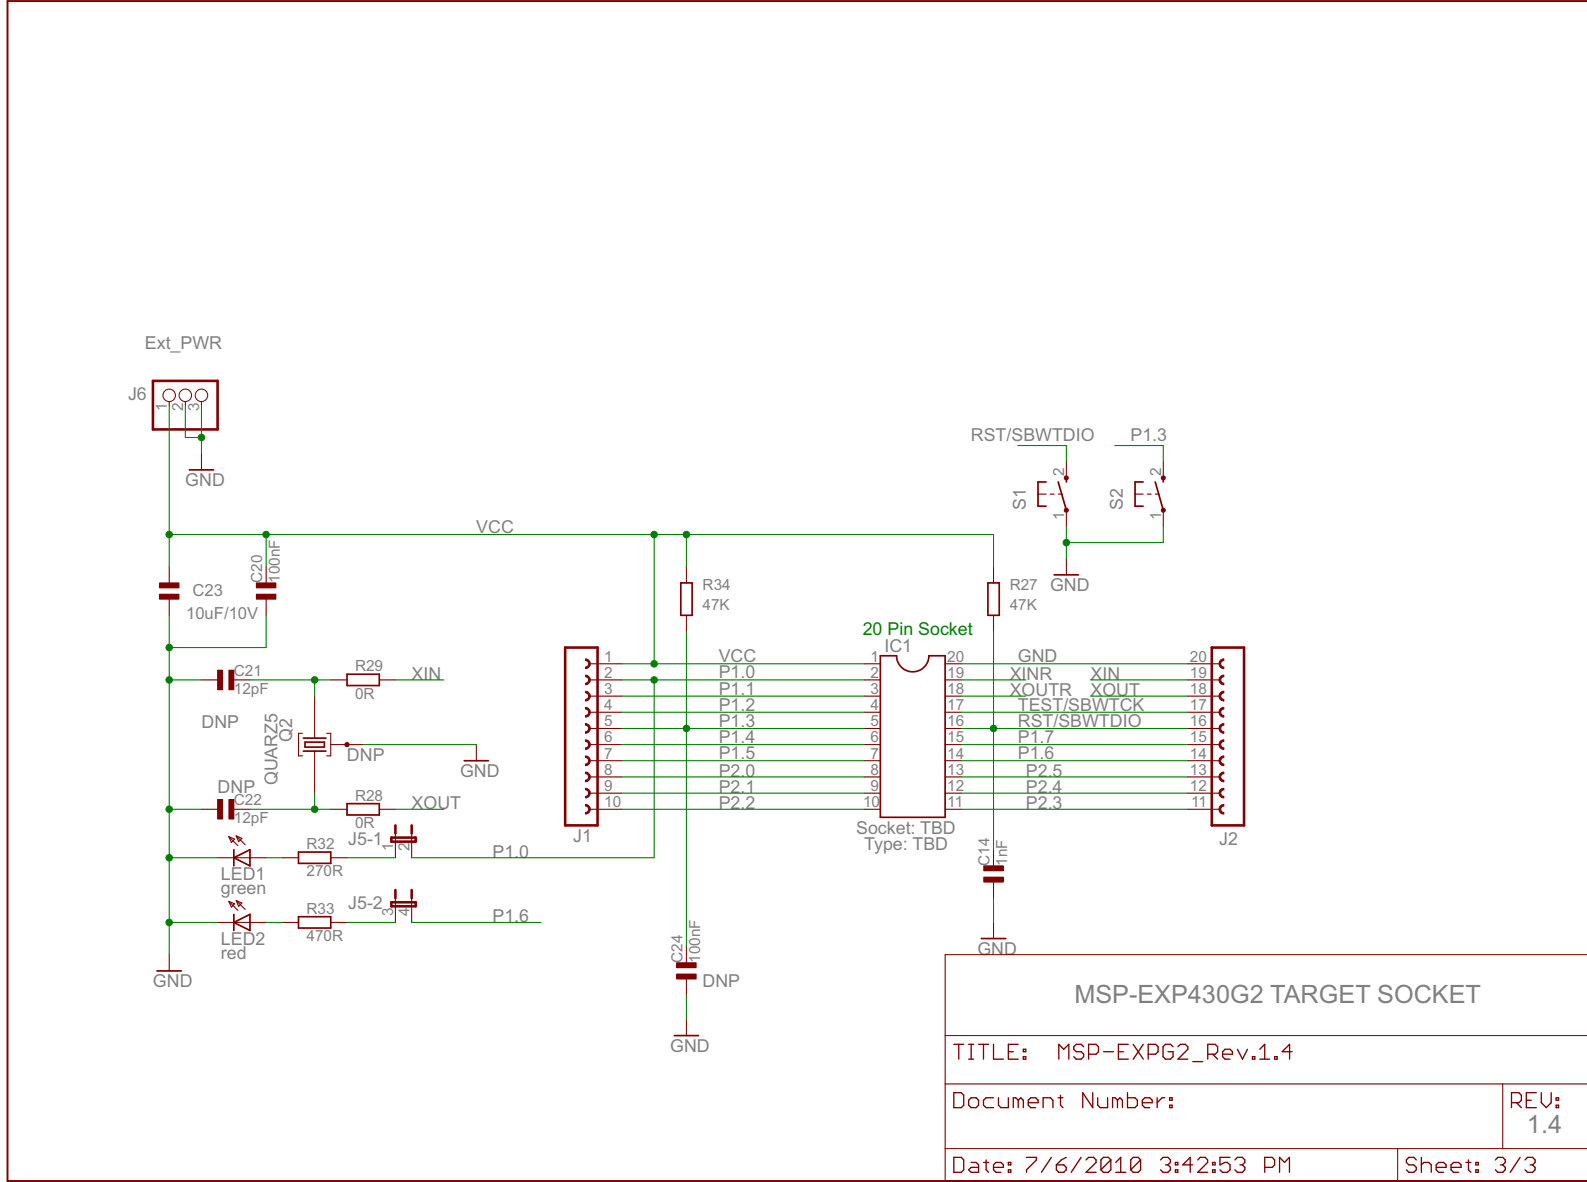 Ext_PWR
J6
1 2 3
GND
RST/SBWTDIO P1.3
S1 2 1
S2 2 1
GND
VCC
C23
10uF/10V
C20
100nF
R34
47K
R27
47K
20 Pin Socket
IC1
C21
12pF
DNP
R29
0R
XIN
QUARZ5
Q2
DNP
GND
DNP
C22
12pF
R28
0R
XOUT
J5-1
1 2
LED1
green
R32
270R
P1.0
J5-2
3 4
LED2
red
R33
470R
P1.6
GND
1 VCC 1 20 GND 20
2 P1.0 2 19 XINR XIN 19
3 P1.1 3 18 XOUTR XOUT 18
4 P1.2 4 17 TEST/SBWTCK 17
5 P1.3 5 16 RST/SBWTDIO 16
6 P1.4 6 15 P1.7 15
7 P1.5 7 14 P1.6 14
8 P2.0 8 13 P2.5 13
9 P2.1 9 12 P2.4 12
10 P2.2 10 11 P2.3 11
J1
Socket: TBD
Type: TBD
J2
C14
1nF
GND
C24
100nF
DNP
GND
MSP-EXP430G2 TARGET SOCKET
TITLE: MSP-EXPG2_Rev.1.4
Document Number:
REV:
1.4
Date: 7/6/2010 3:42:53 PM
Sheet: 3/3